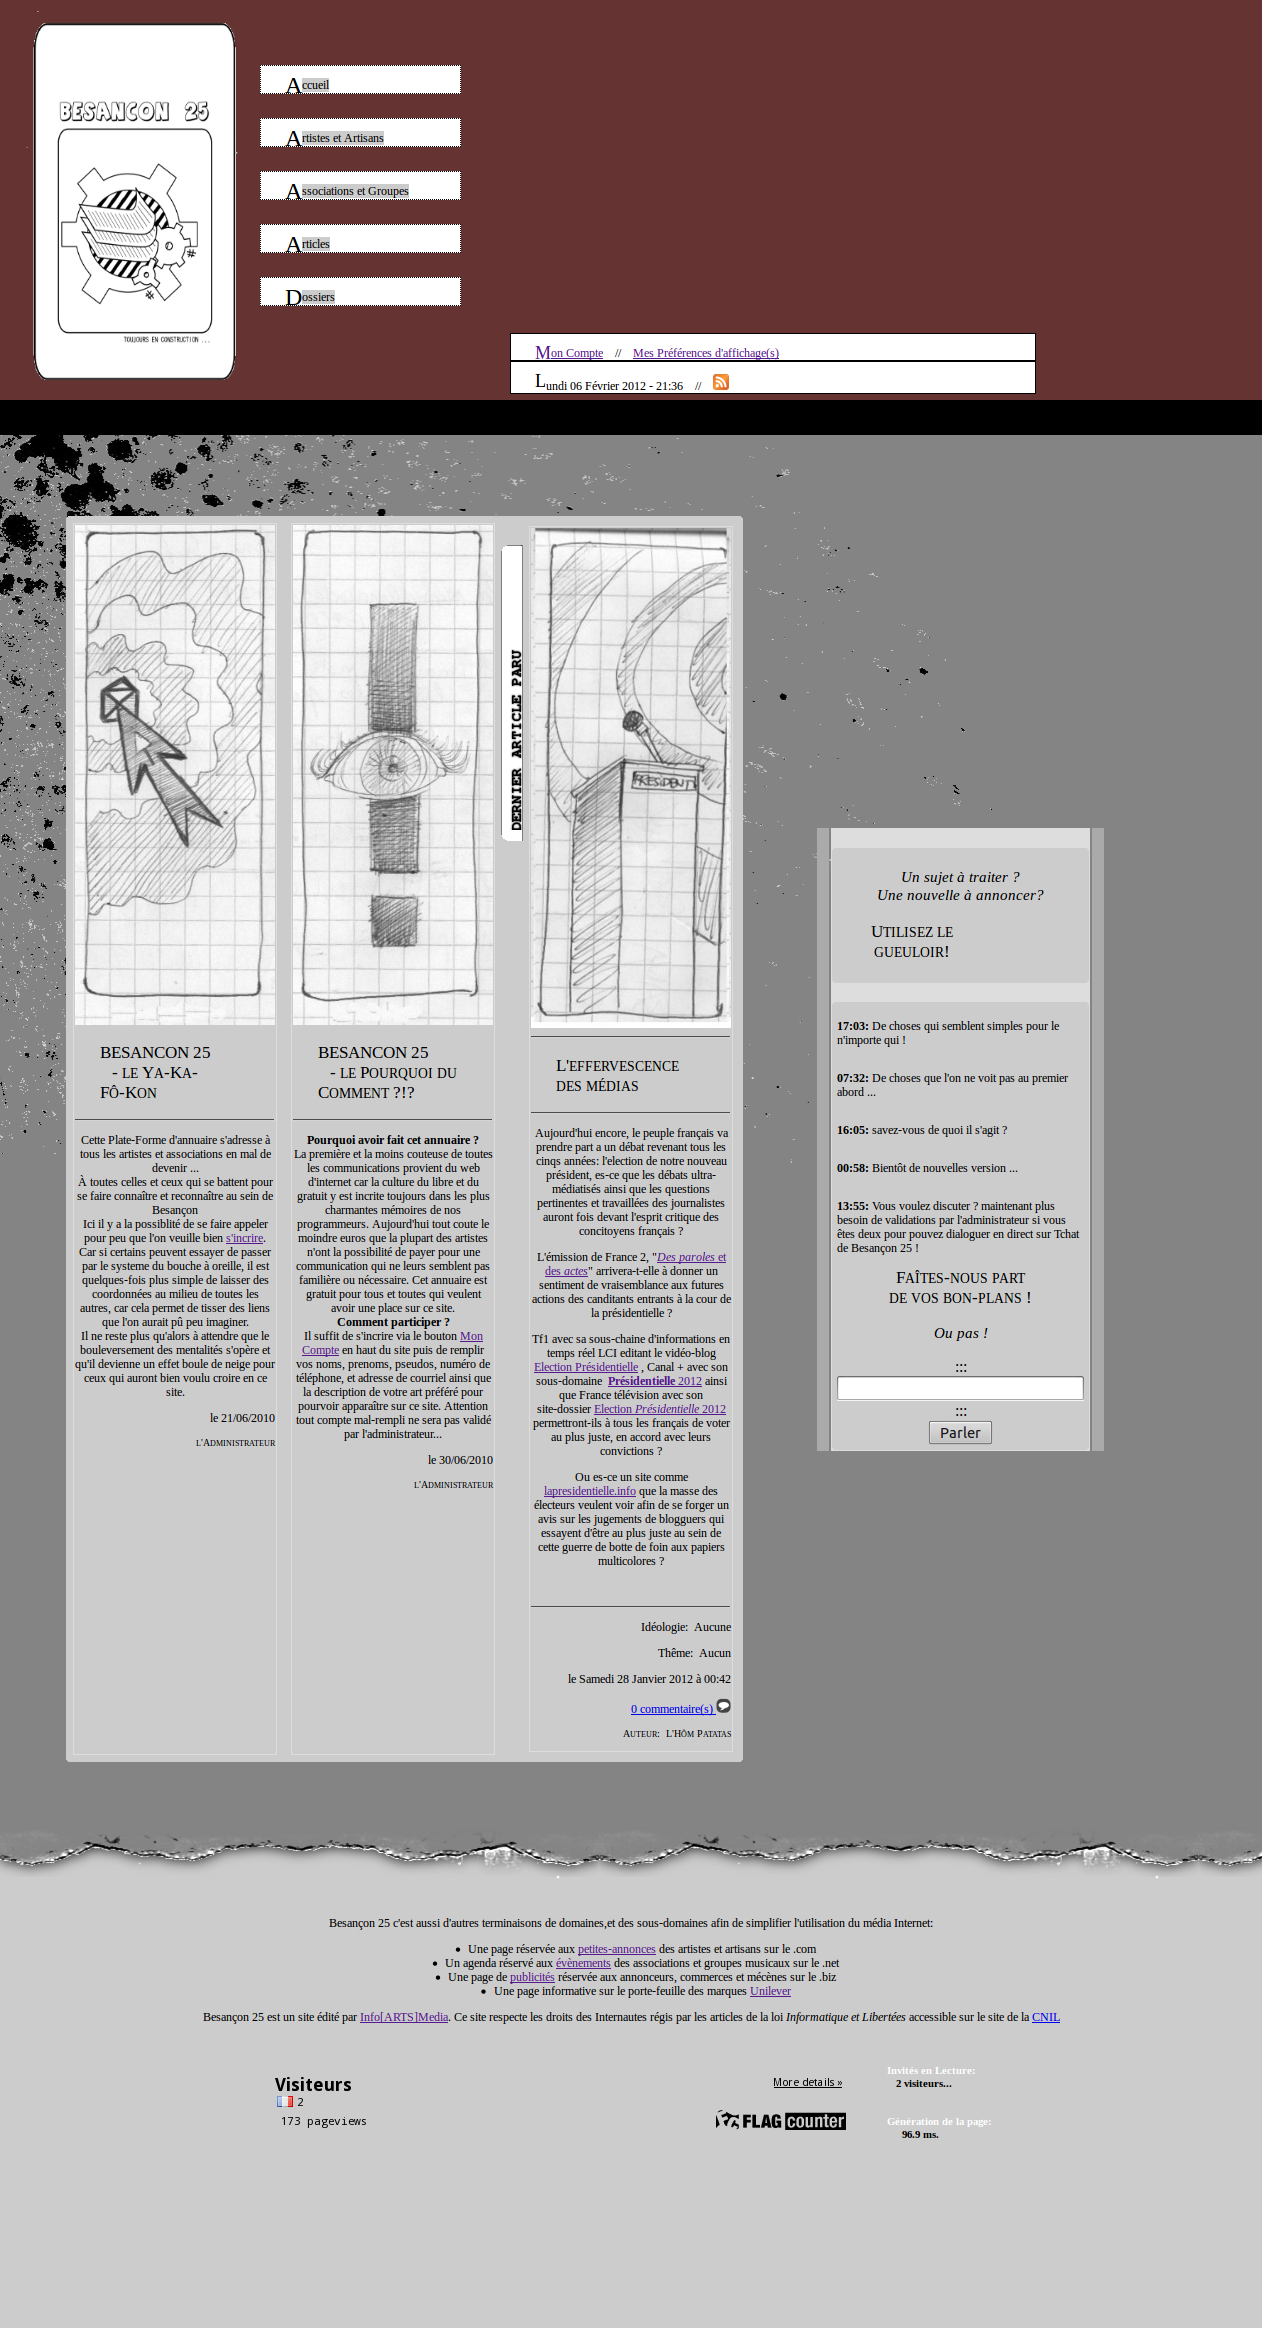 BESANCON 25
TOUJOURS EN CONSTRUCTION ...
Accueil
Artistes et Artisans
Associations et Groupes
Articles
Dossiers
Mon Compte // Mes Préférences d'affichage(s)
Lundi 06 Février 2012 - 21:36 //
DERNIER ARTICLE PARU
PRESIDENT
BESANCON 25
- LE YA-KA-
FÔ-KON
Cette Plate-Forme d'annuaire s'adresse à
tous les artistes et associations en mal de
devenir ...
À toutes celles et ceux qui se battent pour
se faire connaître et reconnaître au sein de
Besançon
Ici il y a la possiblité de se faire appeler
pour peu que l'on veuille bien s'incrire.
Car si certains peuvent essayer de passer
par le systeme du bouche à oreille, il est
quelques-fois plus simple de laisser des
coordonnées au milieu de toutes les
autres, car cela permet de tisser des liens
que l'on aurait pû peu imaginer.
Il ne reste plus qu'alors à attendre que le
bouleversement des mentalités s'opère et
qu'il devienne un effet boule de neige pour
ceux qui auront bien voulu croire en ce
site.
le 21/06/2010
L'ADMINISTRATEUR
BESANCON 25
- LE POURQUOI DU
COMMENT ?!?
Pourquoi avoir fait cet annuaire ?
La première et la moins couteuse de toutes
les communications provient du web
d'internet car la culture du libre et du
gratuit y est incrite toujours dans les plus
charmantes mémoires de nos
programmeurs. Aujourd'hui tout coute le
moindre euros que la plupart des artistes
n'ont la possibilité de payer pour une
communication qui ne leurs semblent pas
familière ou nécessaire. Cet annuaire est
gratuit pour tous et toutes qui veulent
avoir une place sur ce site.
Comment participer ?
Il suffit de s'incrire via le bouton Mon
Compte en haut du site puis de remplir
vos noms, prenoms, pseudos, numéro de
téléphone, et adresse de courriel ainsi que
la description de votre art préféré pour
pourvoir apparaître sur ce site. Attention
tout compte mal-rempli ne sera pas validé
par l'administrateur...
le 30/06/2010
L'ADMINISTRATEUR
L'EFFERVESCENCE
DES MÉDIAS
Aujourd'hui encore, le peuple français va
prendre part a un débat revenant tous les
cinqs années: l'election de notre nouveau
président, es-ce que les débats ultra-
médiatisés ainsi que les questions
pertinentes et travaillées des journalistes
auront fois devant l'esprit critique des
concitoyens français ?
L'émission de France 2, "Des paroles et
des actes" arrivera-t-elle à donner un
sentiment de vraisemblance aux futures
actions des canditants entrants à la cour de
la présidentielle ?
Tf1 avec sa sous-chaine d'informations en
temps réel LCI editant le vidéo-blog
Election Présidentielle , Canal + avec son
sous-domaine Présidentielle 2012 ainsi
que France télévision avec son
site-dossier Election Présidentielle 2012
permettront-ils à tous les français de voter
au plus juste, en accord avec leurs
convictions ?
Ou es-ce un site comme
lapresidentielle.info que la masse des
électeurs veulent voir afin de se forger un
avis sur les jugements de blogguers qui
essayent d'être au plus juste au sein de
cette guerre de botte de foin aux papiers
multicolores ?
Idéologie: Aucune
Thême: Aucun
le Samedi 28 Janvier 2012 à 00:42
0 commentaire(s)
AUTEUR: L'HÔM PATATAS
Un sujet à traiter ?
Une nouvelle à annoncer?
UTILISEZ LE
GUEULOIR!
17:03: De choses qui semblent simples pour le
n'importe qui !
07:32: De choses que l'on ne voit pas au premier
abord ...
16:05: savez-vous de quoi il s'agit ?
00:58: Bientôt de nouvelles version ...
13:55: Vous voulez discuter ? maintenant plus
besoin de validations par l'administrateur si vous
êtes deux pour pouvez dialoguer en direct sur Tchat
de Besançon 25 !
FAÎTES-NOUS PART
DE VOS BON-PLANS !
Ou pas !
:::
:::
Parler
Besançon 25 c'est aussi d'autres terminaisons de domaines,et des sous-domaines afin de simplifier l'utilisation du média Internet:
• Une page réservée aux petites-annonces des artistes et artisans sur le .com
• Un agenda réservé aux évènements des associations et groupes musicaux sur le .net
• Une page de publicités réservée aux annonceurs, commerces et mécènes sur le .biz
• Une page informative sur le porte-feuille des marques Unilever
Besançon 25 est un site édité par Info[ARTS]Media. Ce site respecte les droits des Internautes régis par les articles de la loi Informatique et Libertées accessible sur le site de la CNIL
Visiteurs
2
173 pageviews
More details »
FLAG counter
Invités en Lecture:
2 visiteurs...
Génération de la page:
96.9 ms.